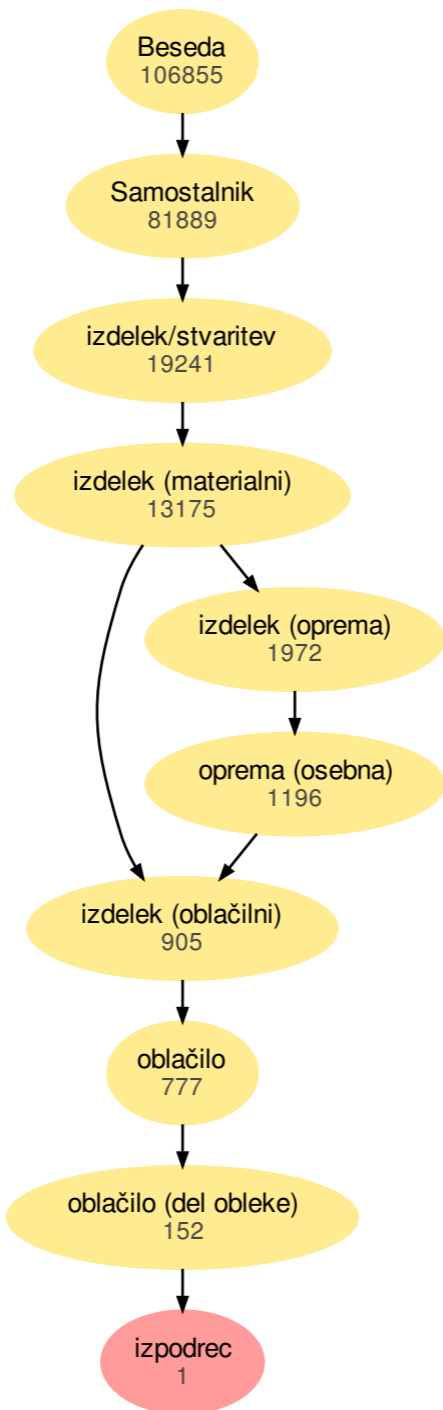 Beseda
106855
Samostalnik
81889
izdelek/stvaritev
19241
izdelek (materialni)
13175
izdelek (oprema)
1972
oprema (osebna)
1196
izdelek (oblačilni)
905
oblačilo
777
oblačilo (del obleke)
152
izpodrec
1